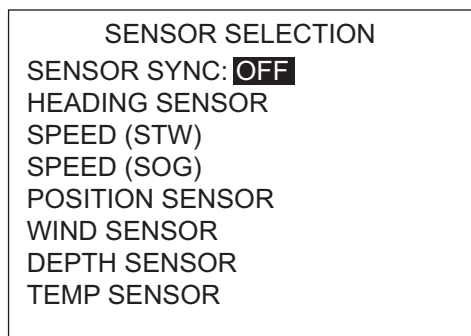 SENSOR SELECTION
SENSOR SYNC: OFF
HEADING SENSOR
SPEED (STW)
SPEED (SOG)
POSITION SENSOR
WIND SENSOR
DEPTH SENSOR
TEMP SENSOR